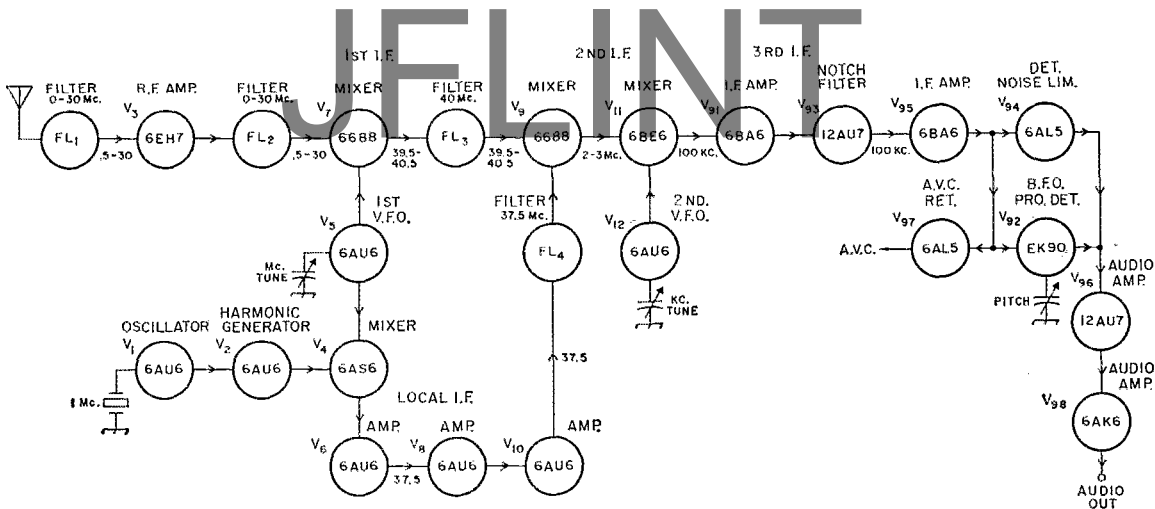 JFLINT
1ST I.F.
2ND I.F.
3RD I.F.
FILTER
0-30 Mc.
R.F. AMP.
FILTER
0-30 Mc.
MIXER
FILTER
40 Mc.
MIXER
MIXER
I.F. AMP.
NOTCH
FILTER
I.F. AMP.
DET.
NOISE LIM.
V3
V7
V9
V11
V91
V93
V95
V94
FL1
6EH7
FL2
6688
FL3
6688
6BE6
6BA6
12AU7
6BA6
6AL5
.5-30
.5-30
39.5-
40.5
39.5-
40.5
2-3Mc.
100KC.
100KC.
1ST
V.F.O.
V5
6AU6
Mc.
TUNE
FILTER
37.5 Mc.
FL4
2ND.
V.F.O.
V12
6AU6
KC.
TUNE
A.V.C.
RET.
V97
6AL5
A.V.C.
B.F.O.
PRO. DET.
V92
EK90
PITCH
AUDIO
AMP.
V96
12AU7
OSCILLATOR
V1
6AU6
1 Mc.
HARMONIC
GENERATOR
V2
6AU6
MIXER
V4
6AS6
37.5
LOCAL I.F.
AMP.
V6
6AU6
37.5
AMP.
V8
6AU6
AMP.
V10
6AU6
AUDIO
AMP.
V98
6AK6
AUDIO
OUT